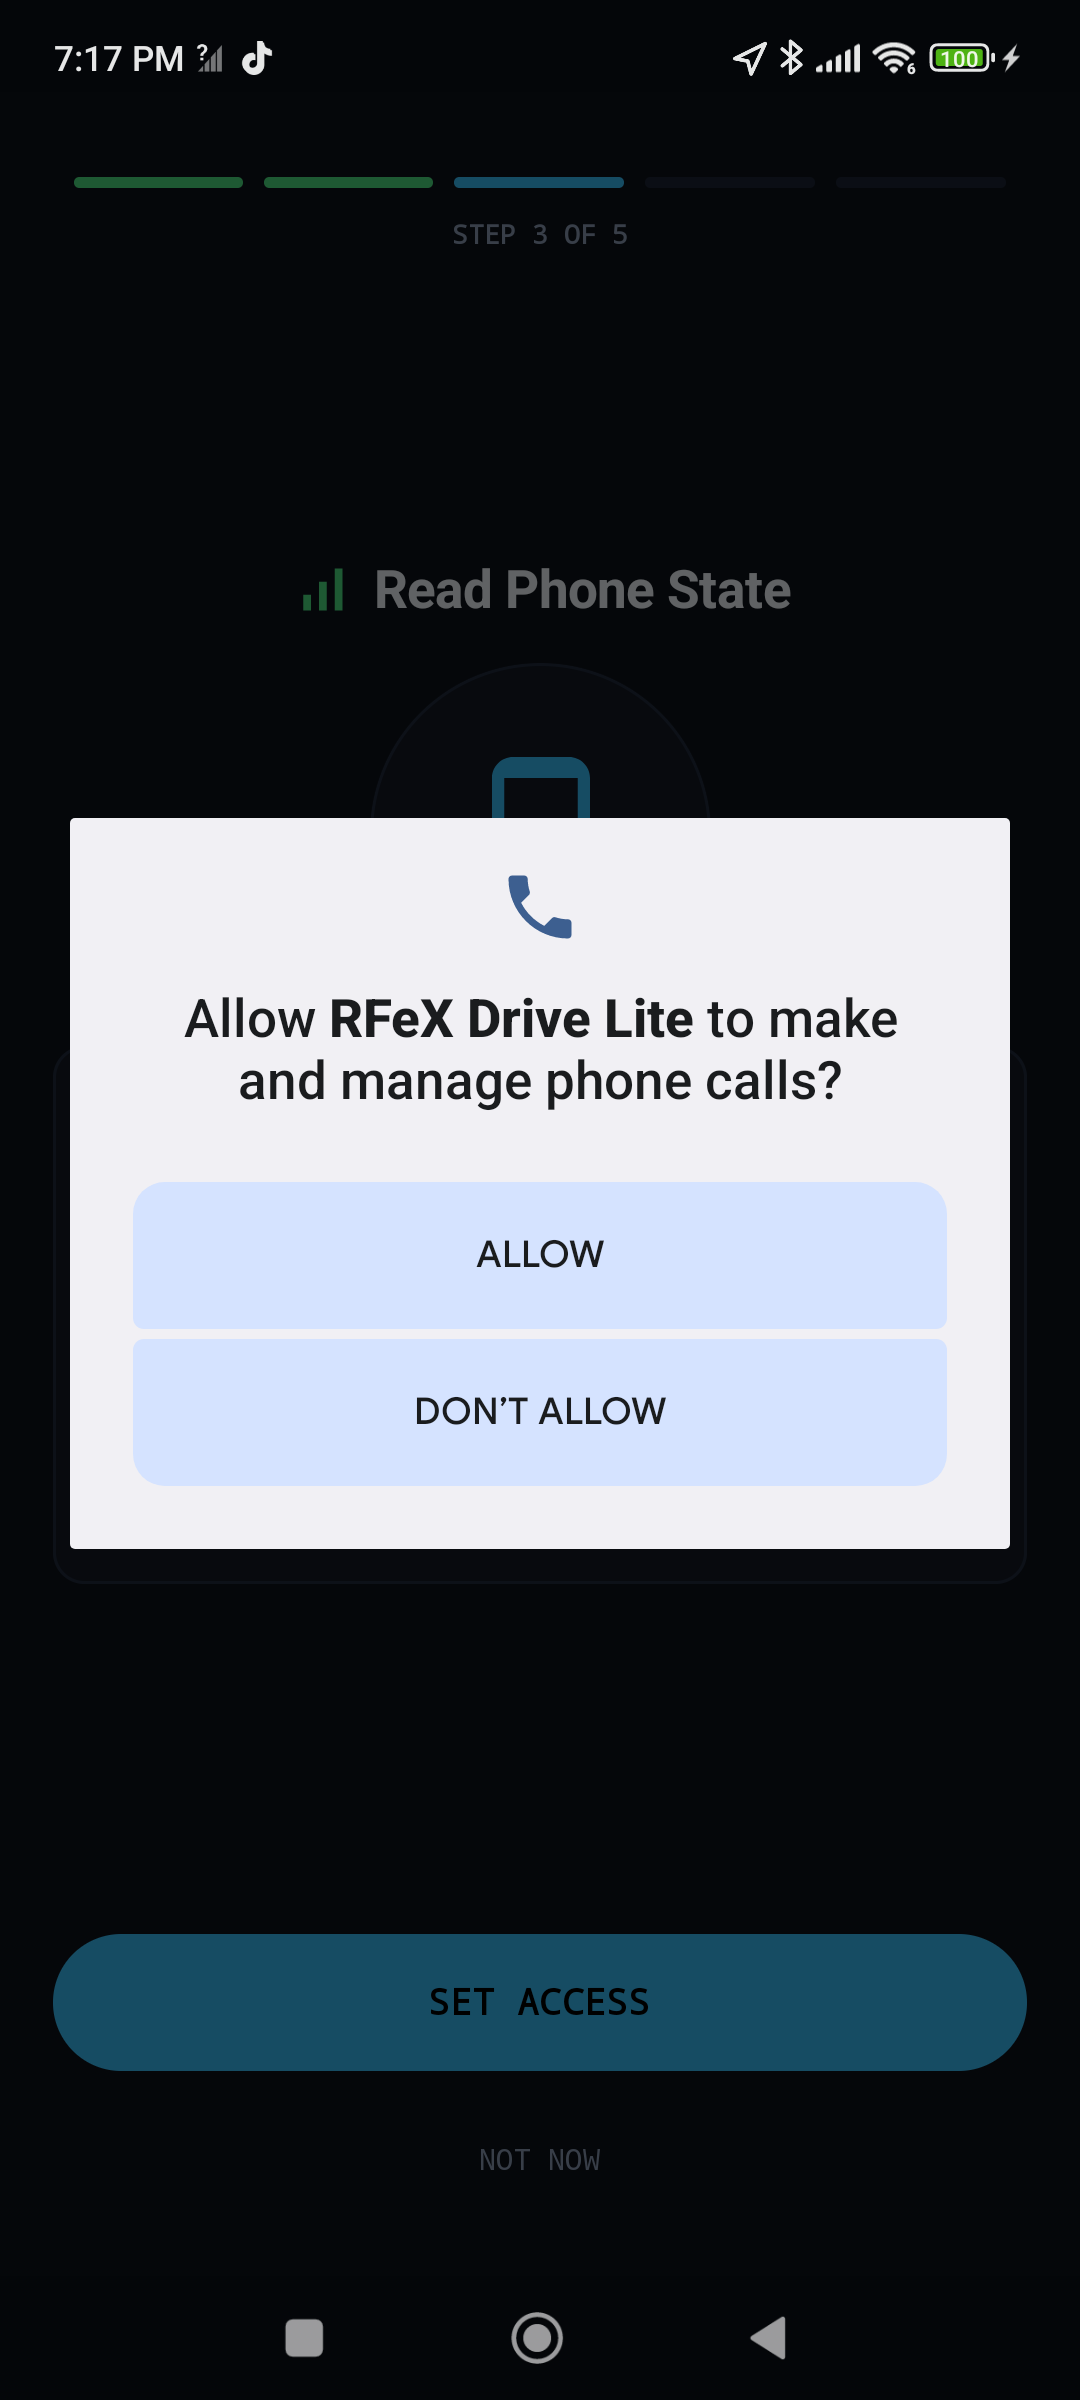 7:17 PM ?
6 100
STEP 3 OF 5
Read Phone State
Allow RFeX Drive Lite to make
and manage phone calls?
ALLOW
DON’T ALLOW
SET ACCESS
NOT NOW